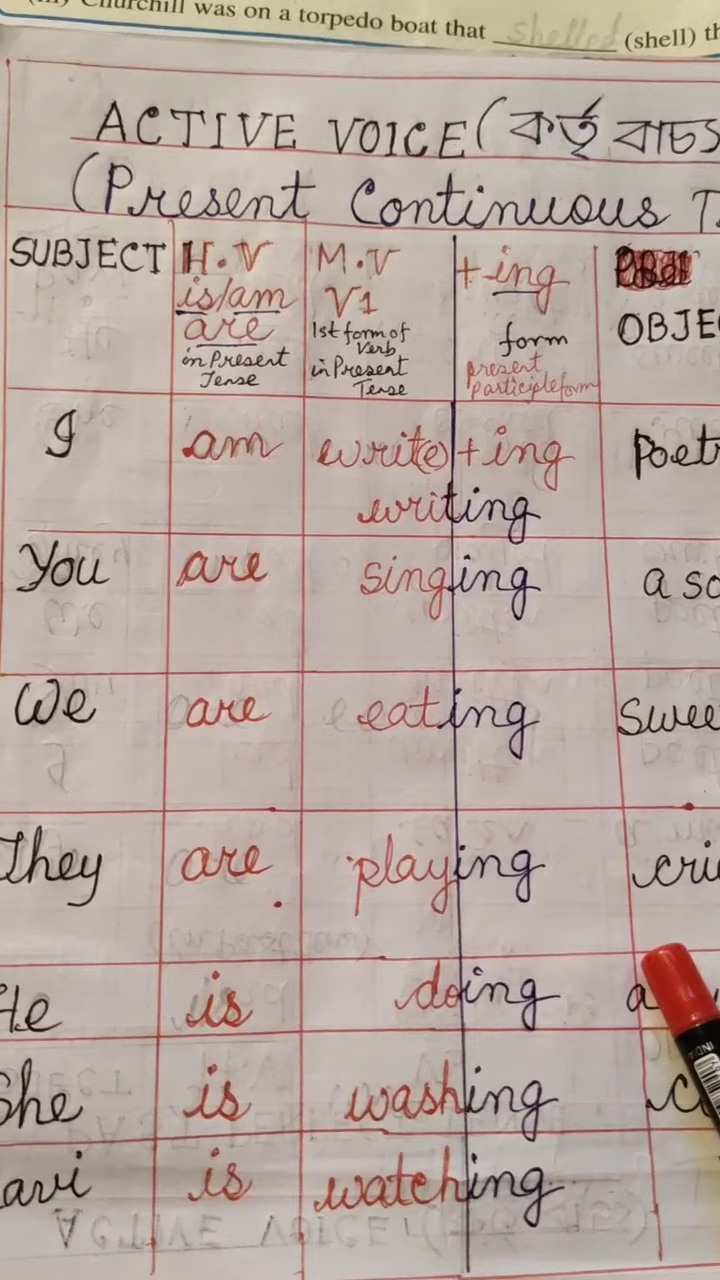 Churchill was on a torpedo boat that shelled (shell)
ACTIVE VOICE (কর্তৃ বাচ্য
(Present Continuous T
SUBJECT H.V M.V +ing
is/am V1 OBJE
are 1st form of form
in Present Verb present
Tense in Present participle form
Tense
I am write +ing Poet
writing
You are singing a so
We are eating Swee
They are playing cri
He is doing a
She is washing c
avi is watching
INDIA